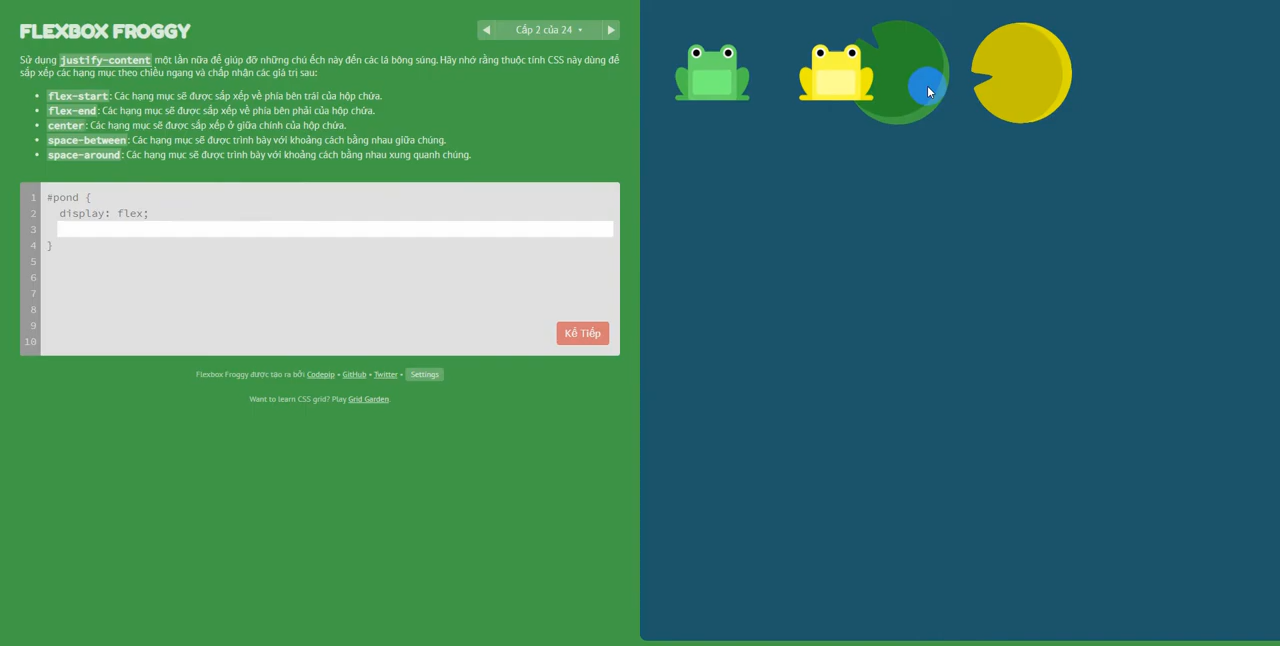 FLEXBOX FROGGY
Cấp 2 của 24
Sử dụng justify-content một lần nữa để giúp đỡ những chú ếch này đến các lá bông súng. Hãy nhớ rằng thuộc tính CSS này dùng để
sắp xếp các hạng mục theo chiều ngang và chấp nhận các giá trị sau:
flex-start: Các hạng mục sẽ được sắp xếp về phía bên trái của hộp chứa.
flex-end: Các hạng mục sẽ được sắp xếp về phía bên phải của hộp chứa.
center: Các hạng mục sẽ được sắp xếp ở giữa chính của hộp chứa.
space-between: Các hạng mục sẽ được trình bày với khoảng cách bằng nhau giữa chúng.
space-around: Các hạng mục sẽ được trình bày với khoảng cách bằng nhau xung quanh chúng.
1 #pond {
2 display: flex;
3
4 }
5
6
7
8
9
10
Kế Tiếp
Flexbox Froggy được tạo ra bởi Codepip • GitHub • Twitter • Settings
Want to learn CSS grid? Play Grid Garden